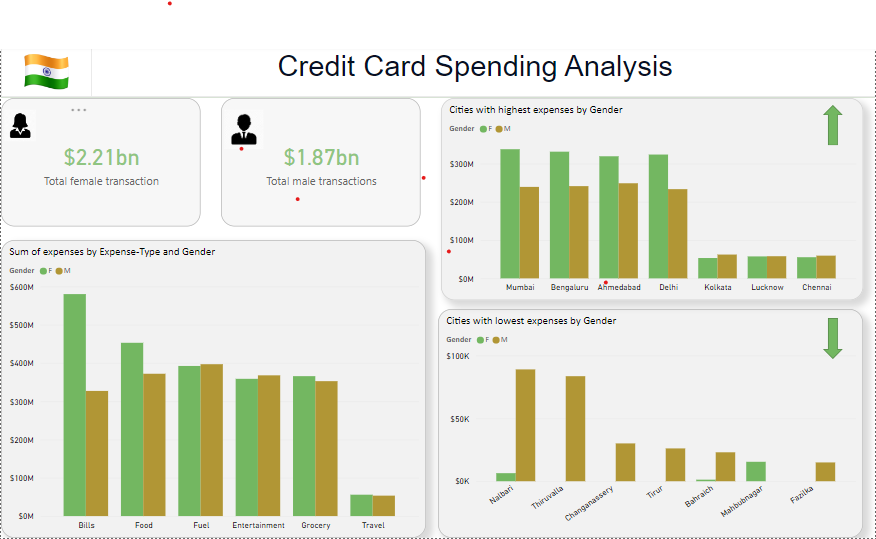 Credit Card Spending Analysis
$2.21bn
Total female transaction
$1.87bn
Total male transactions
Cities with highest expenses by Gender
Gender F M
$300M
$200M
$100M
$0M
Mumbai Bengaluru Ahmedabad Delhi Kolkata Lucknow Chennai
Sum of expenses by Expense-Type and Gender
Gender F M
$600M
$500M
$400M
$300M
$200M
$100M
$0M
Bills Food Fuel Entertainment Grocery Travel
Cities with lowest expenses by Gender
Gender F M
$100K
$50K
$0K
Nalbari Thiruvalla Changanassery Tirur Bahraich Mahbubnagar Fazilka